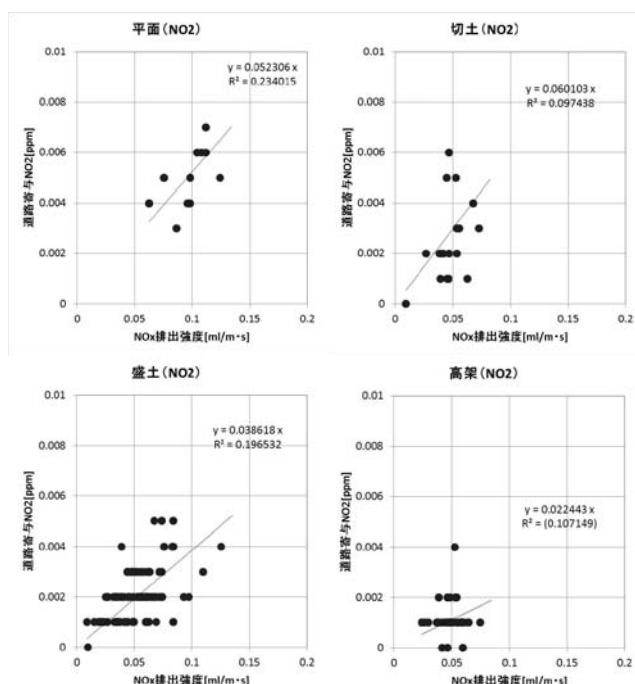 平面(NO2)
0.01
0.008
0.006
0.004
0.002
0
道路寄与NO2[ppm]
y = 0.052306 x
R² = 0.234015
0
0.05
0.1
0.15
0.2
NOx排出強度[ml/m・s]
切土(NO2)
0.01
0.008
0.006
0.004
0.002
0
道路寄与NO2[ppm]
y = 0.060103 x
R² = 0.097438
0
0.05
0.1
0.15
0.2
NOx排出強度[ml/m・s]
盛土(NO2)
0.01
0.008
0.006
0.004
0.002
0
道路寄与NO2[ppm]
y = 0.038618 x
R² = 0.196532
0
0.05
0.1
0.15
0.2
NOx排出強度[ml/m・s]
高架(NO2)
0.01
0.008
0.006
0.004
0.002
0
道路寄与NO2[ppm]
y = 0.022443 x
R² = (0.107149)
0
0.05
0.1
0.15
0.2
NOx排出強度[ml/m・s]